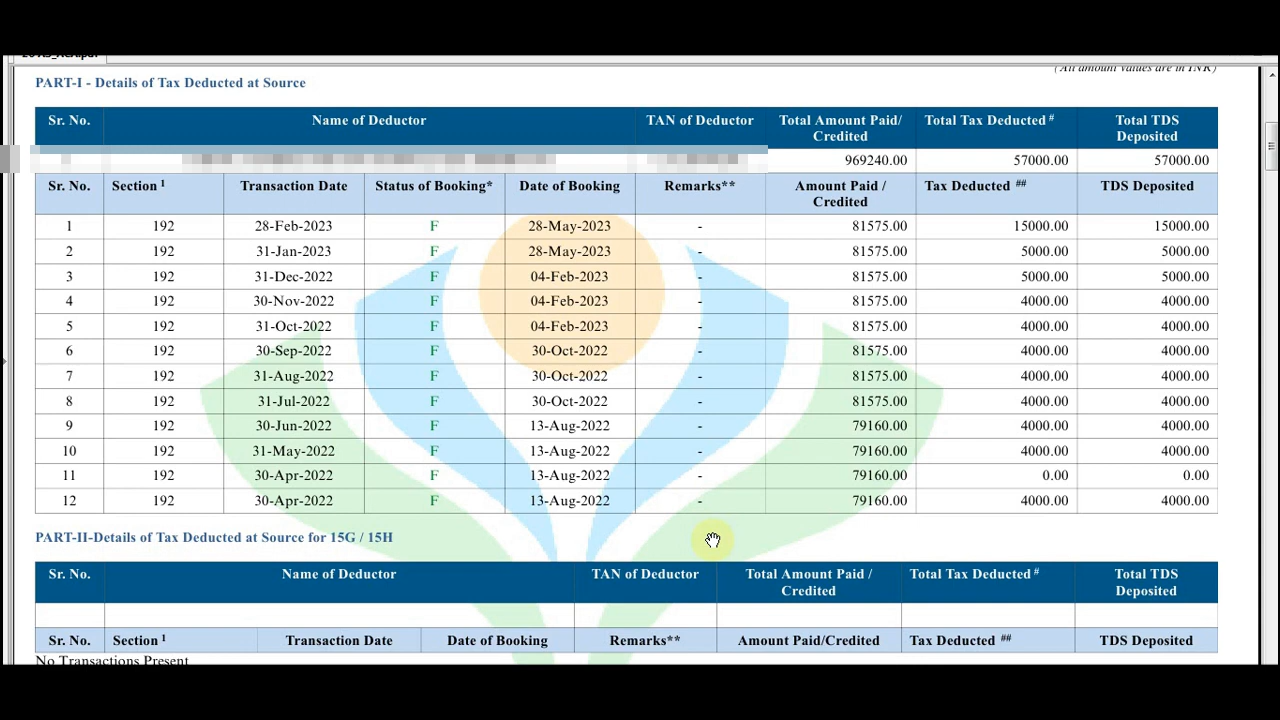 (All amount values are in INR)
PART-I - Details of Tax Deducted at Source
Sr. No. Name of Deductor TAN of Deductor Total Amount Paid/ Credited Total Tax Deducted # Total TDS Deposited
969240.00 57000.00 57000.00
Sr. No. Section 1 Transaction Date Status of Booking* Date of Booking Remarks** Amount Paid / Credited Tax Deducted ## TDS Deposited
1 192 28-Feb-2023 F 28-May-2023 - 81575.00 15000.00 15000.00
2 192 31-Jan-2023 F 28-May-2023 - 81575.00 5000.00 5000.00
3 192 31-Dec-2022 F 04-Feb-2023 - 81575.00 5000.00 5000.00
4 192 30-Nov-2022 F 04-Feb-2023 - 81575.00 4000.00 4000.00
5 192 31-Oct-2022 F 04-Feb-2023 - 81575.00 4000.00 4000.00
6 192 30-Sep-2022 F 30-Oct-2022 - 81575.00 4000.00 4000.00
7 192 31-Aug-2022 F 30-Oct-2022 - 81575.00 4000.00 4000.00
8 192 31-Jul-2022 F 30-Oct-2022 - 81575.00 4000.00 4000.00
9 192 30-Jun-2022 F 13-Aug-2022 - 79160.00 4000.00 4000.00
10 192 31-May-2022 F 13-Aug-2022 - 79160.00 4000.00 4000.00
11 192 30-Apr-2022 F 13-Aug-2022 - 79160.00 0.00 0.00
12 192 30-Apr-2022 F 13-Aug-2022 - 79160.00 4000.00 4000.00
PART-II-Details of Tax Deducted at Source for 15G / 15H
Sr. No. Name of Deductor TAN of Deductor Total Amount Paid / Credited Total Tax Deducted # Total TDS Deposited
Sr. No. Section 1 Transaction Date Date of Booking Remarks** Amount Paid/Credited Tax Deducted ## TDS Deposited
No Transactions Present